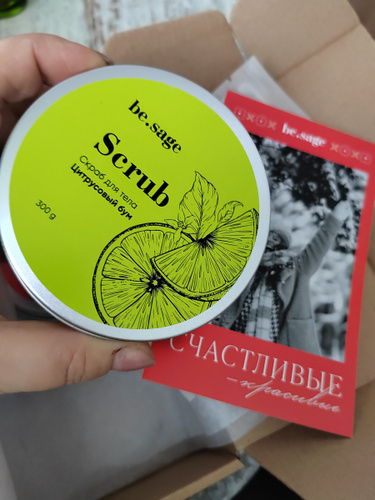 be.sage
Scrub
Скраб для тела
Цитрусовый бум
300 g
be.sage
СЧАСТЛИВЫЕ
– красивые